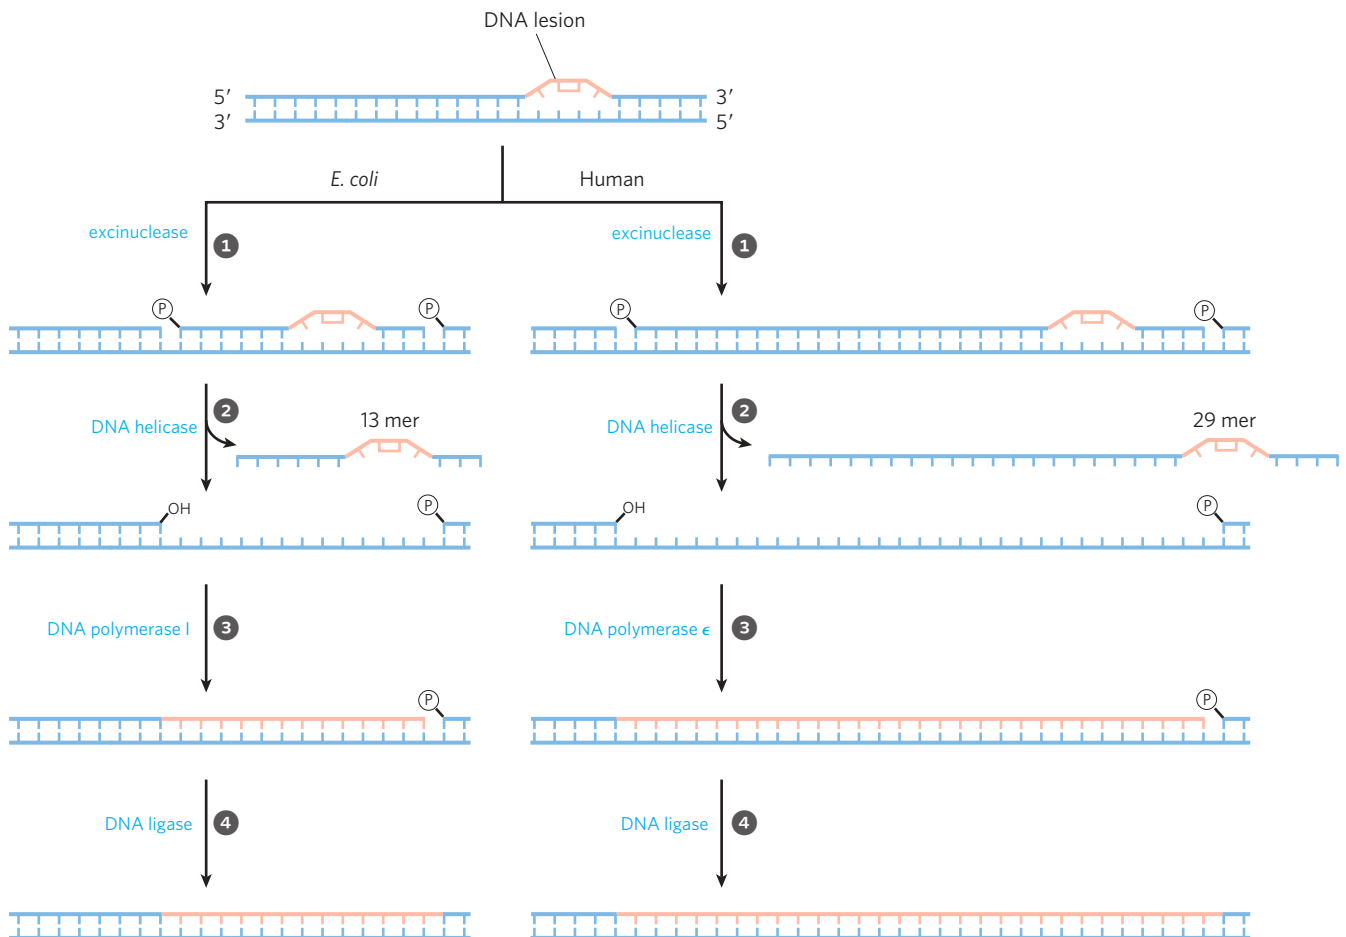 DNA lesion
5′ 3′
3′ 5′
E. coli Human
excinuclease 1 excinuclease 1
P P P P
2 2
13 mer 29 mer
DNA helicase DNA helicase
OH P OH P
DNA polymerase I 3 DNA polymerase ϵ 3
P P
DNA ligase 4 DNA ligase 4